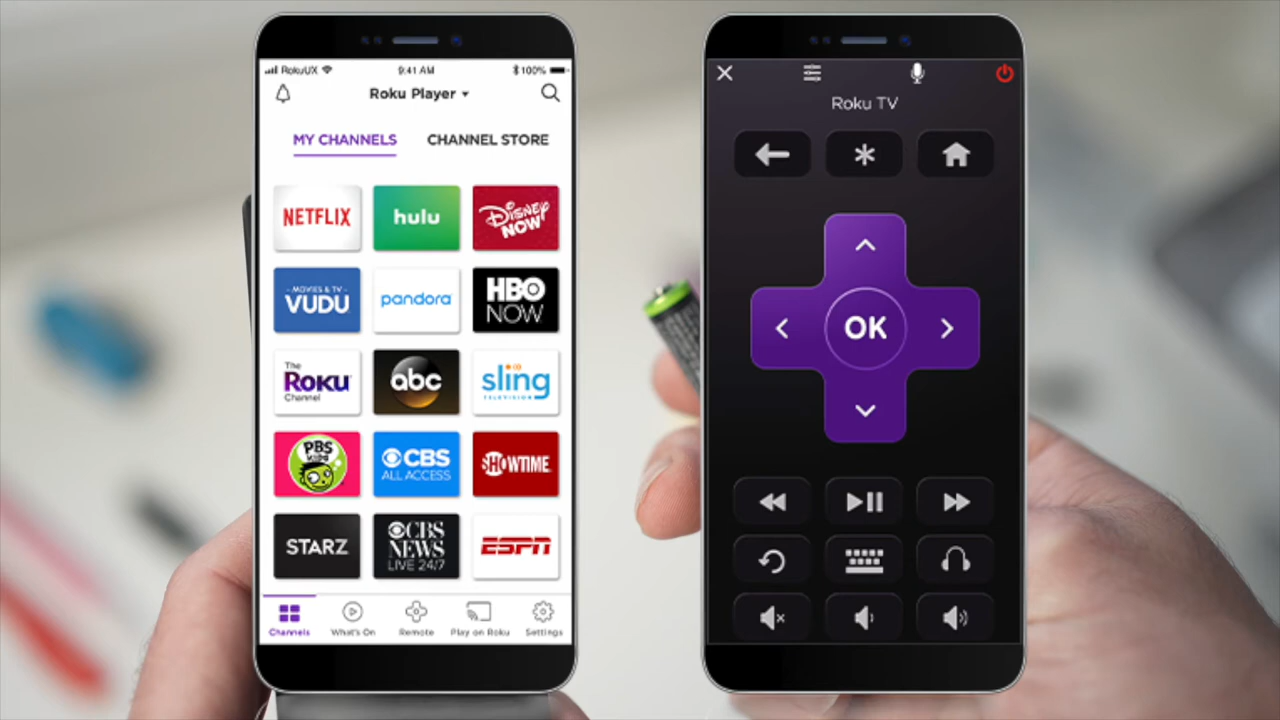 RokuUX 9:41 AM 100%
Roku Player
MY CHANNELS CHANNEL STORE
NETFLIX hulu DISNEY NOW
MOVIES & TV VUDU pandora HBO NOW
The Roku Channel abc sling TELEVISION
PBS KIDS CBS ALL ACCESS SHOWTIME
STARZ CBS NEWS LIVE 24/7 ESPN
Channels What's On Remote Play on Roku Settings
Roku TV
OK